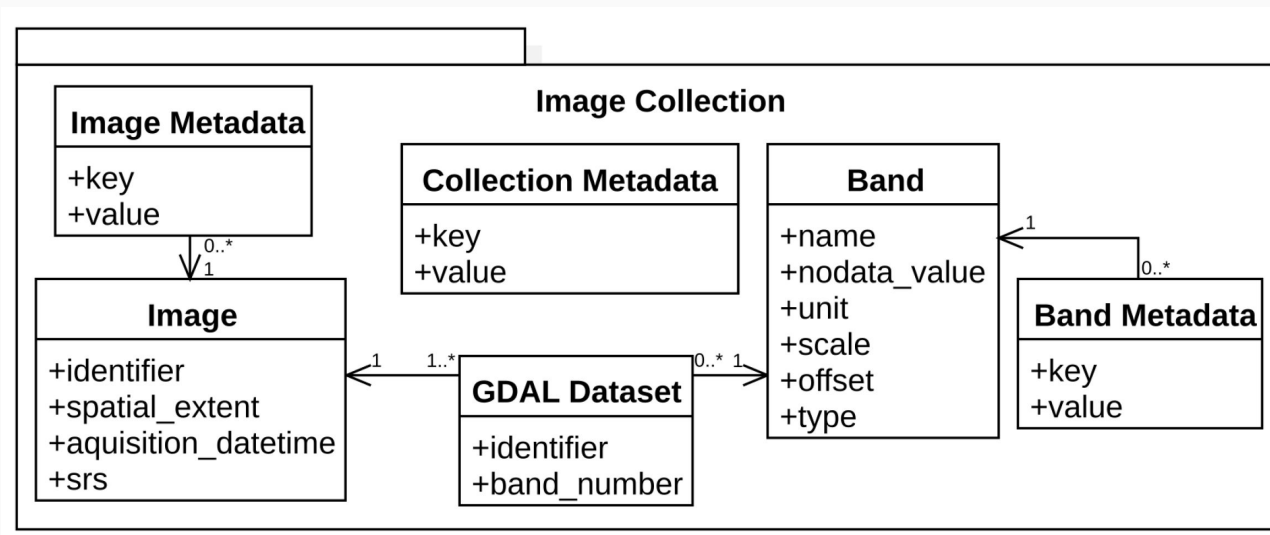 Image Collection
Image Metadata
+key
+value
0..*
1
Image
+identifier
+spatial_extent
+aquisition_datetime
+srs
Collection Metadata
+key
+value
1
1..*
GDAL Dataset
+identifier
+band_number
0..*
1
Band
+name
+nodata_value
+unit
+scale
+offset
+type
1
0..*
Band Metadata
+key
+value